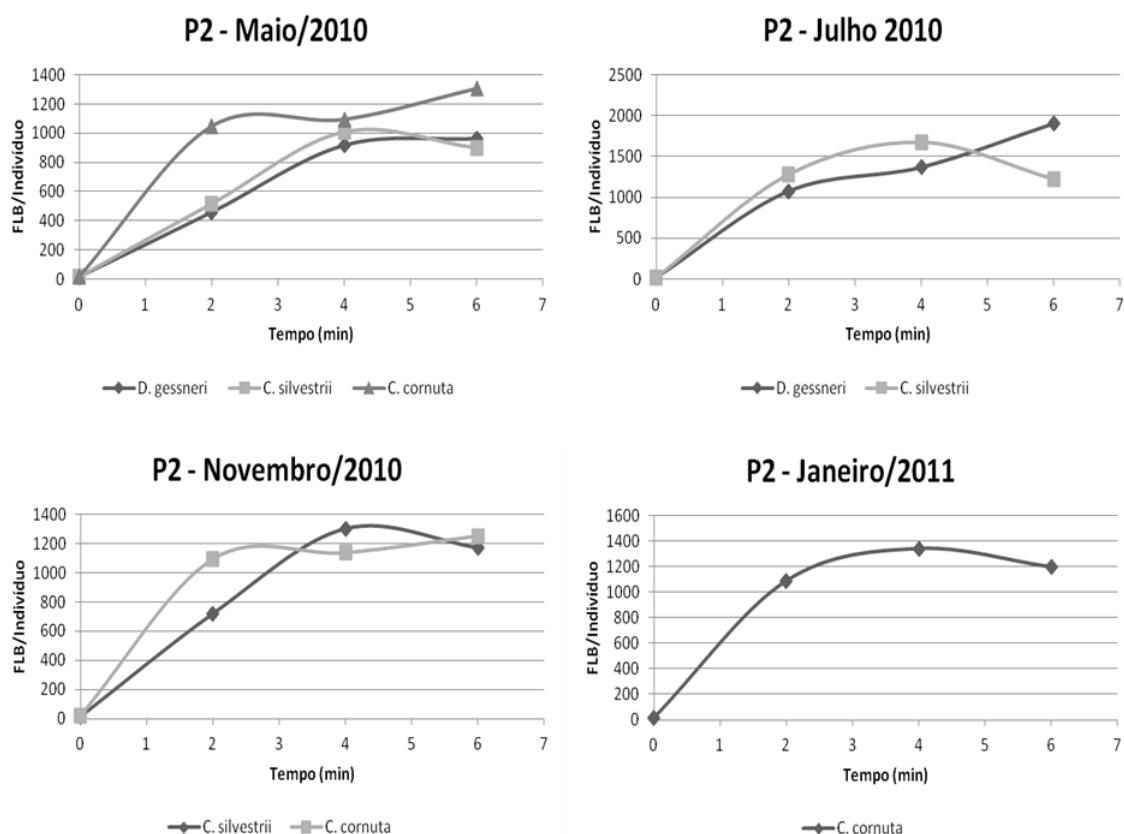 P2 - Maio/2010
1400
1200
1000
800
600
400
200
0
FLB/Indivíduo
0 1 2 3 4 5 6 7
Tempo (min)
D. gessneri C. silvestrii C. cornuta
P2 - Julho 2010
2500
2000
1500
1000
500
0
FLB/Indivíduo
0 1 2 3 4 5 6 7
Tempo (min)
D. gessneri C. silvestrii
P2 - Novembro/2010
1400
1200
1000
800
600
400
200
0
FLB/Indivíduo
0 1 2 3 4 5 6 7
Tempo (min)
C. silvestrii C. cornuta
P2 - Janeiro/2011
1600
1400
1200
1000
800
600
400
200
0
FLB/Indivíduo
0 1 2 3 4 5 6 7
Tempo (min)
C. cornuta